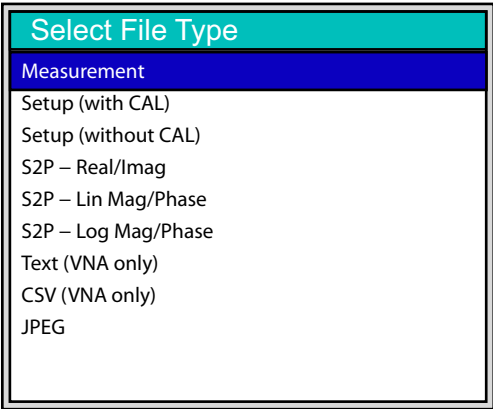 Select File Type
Measurement
Setup (with CAL)
Setup (without CAL)
S2P – Real/Imag
S2P – Lin Mag/Phase
S2P – Log Mag/Phase
Text (VNA only)
CSV (VNA only)
JPEG